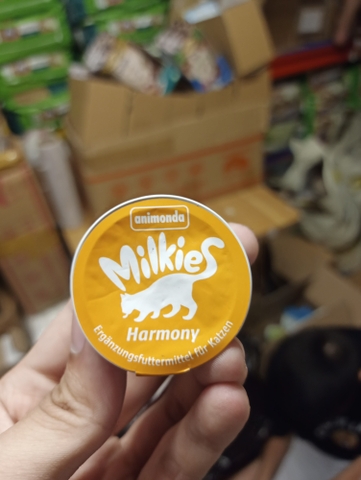 animonda
Milkies
Harmony
Ergänzungsfuttermittel für Katzen